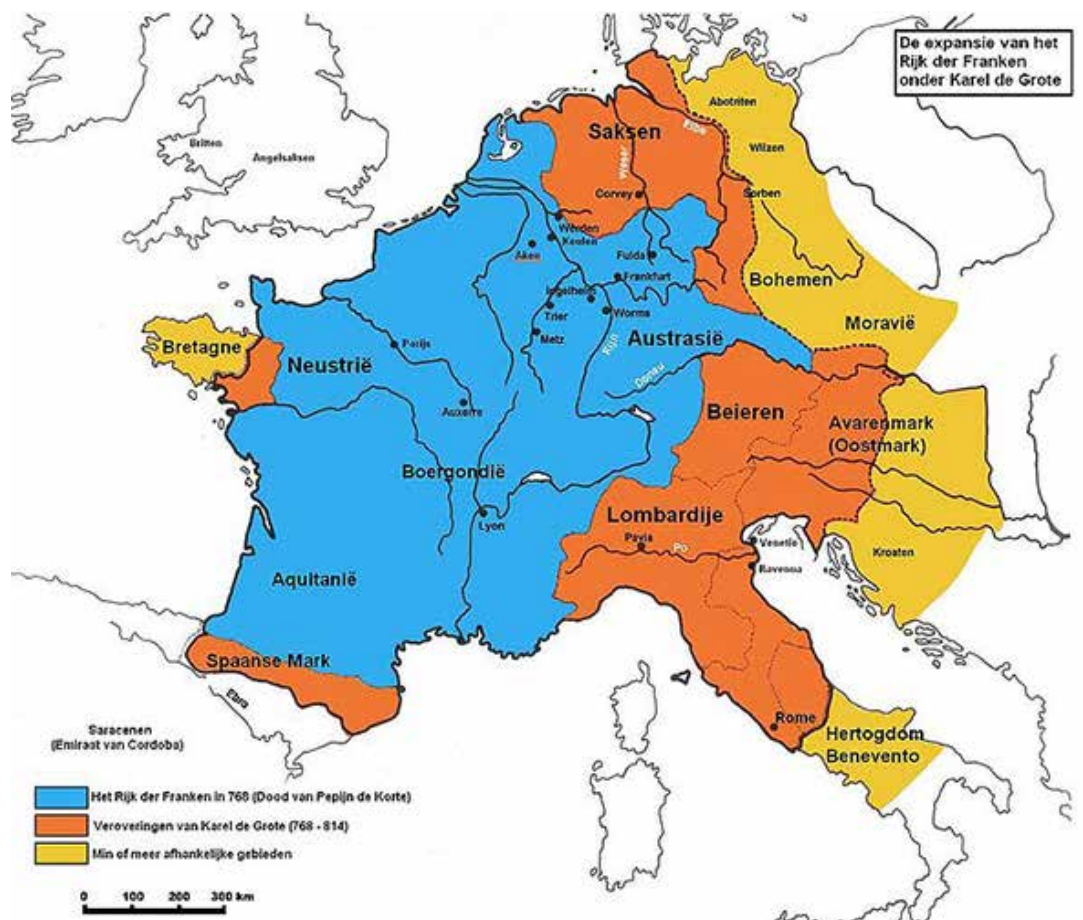 De expansie van het
Rijk der Franken
onder Karel de Grote
Abotriten
Saksen
Elbe
Britten
Angelsaksen
Wilzen
Weser
Corvey
Sorben
Werden
Keulen
Aken
Fulda
Frankfurt
Bohemen
Ingelheim
Trier
Worms
Moravië
Metz
Rijn
Austrasië
Bretagne
Parijs
Neustrië
Donau
Auxerre
Beieren
Avarenmark
(Oostmark)
Boergondië
Lyon
Lombardije
Pavia
Po
Venetie
Kroaten
Ravenna
Aquitanië
Spaanse Mark
Ebro
Rome
Saracenen
(Emiraat van Cordoba)
Hertogdom
Benevento
Het Rijk der Franken in 768 (Dood van Pepijn de Korte)
Veroveringen van Karel de Grote (768 - 814)
Min of meer afhankelijke gebieden
0 100 200 300 km